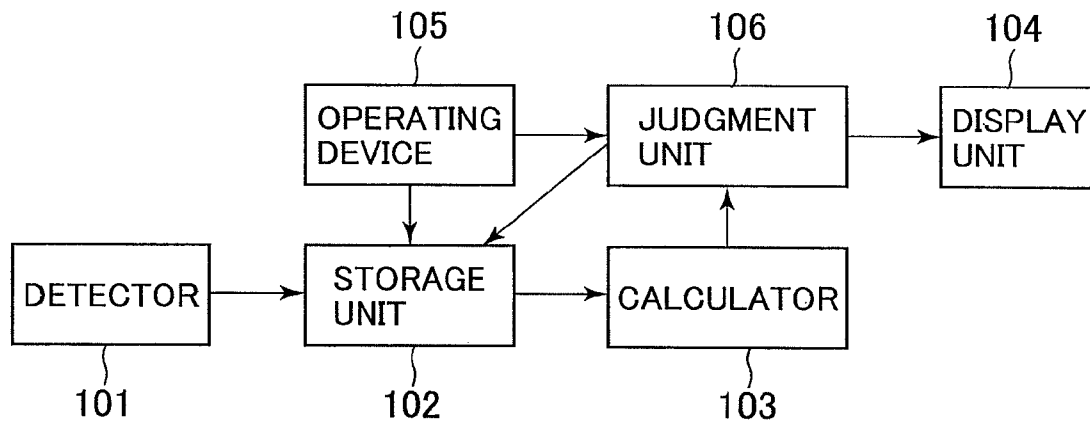 105
106
104
OPERATING
DEVICE
JUDGMENT
UNIT
DISPLAY
UNIT
DETECTOR
STORAGE
UNIT
CALCULATOR
101
102
103